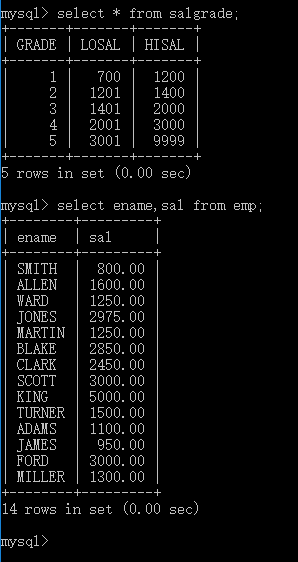 mysql> select * from salgrade;
+-------+-------+-------+
| GRADE | LOSAL | HISAL |
+-------+-------+-------+
|     1 |   700 |  1200 |
|     2 |  1201 |  1400 |
|     3 |  1401 |  2000 |
|     4 |  2001 |  3000 |
|     5 |  3001 |  9999 |
+-------+-------+-------+
5 rows in set (0.00 sec)
mysql> select ename,sal from emp;
+--------+---------+
| ename  | sal     |
+--------+---------+
| SMITH  |  800.00 |
| ALLEN  | 1600.00 |
| WARD   | 1250.00 |
| JONES  | 2975.00 |
| MARTIN | 1250.00 |
| BLAKE  | 2850.00 |
| CLARK  | 2450.00 |
| SCOTT  | 3000.00 |
| KING   | 5000.00 |
| TURNER | 1500.00 |
| ADAMS  | 1100.00 |
| JAMES  |  950.00 |
| FORD   | 3000.00 |
| MILLER | 1300.00 |
+--------+---------+
14 rows in set (0.00 sec)
mysql>